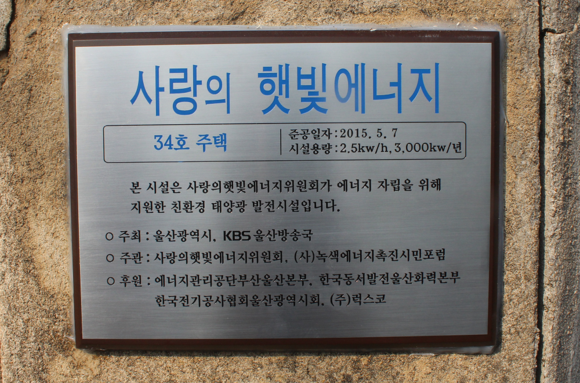 사랑의 햇빛에너지
34호 주택
준공일자:2015. 5. 7
시설용량:2.5kw/h, 3,000kw/년
본 시설은 사랑의햇빛에너지위원회가 에너지 자립을 위해
지원한 친환경 태양광 발전시설입니다.
○ 주최 : 울산광역시, KBS 울산방송국
○ 주관 : 사랑의햇빛에너지위원회, (사)녹색에너지촉진시민포럼
○ 후원 : 에너지관리공단부산울산본부, 한국동서발전울산화력본부
한국전기공사협회울산광역시회, (주)럭스코